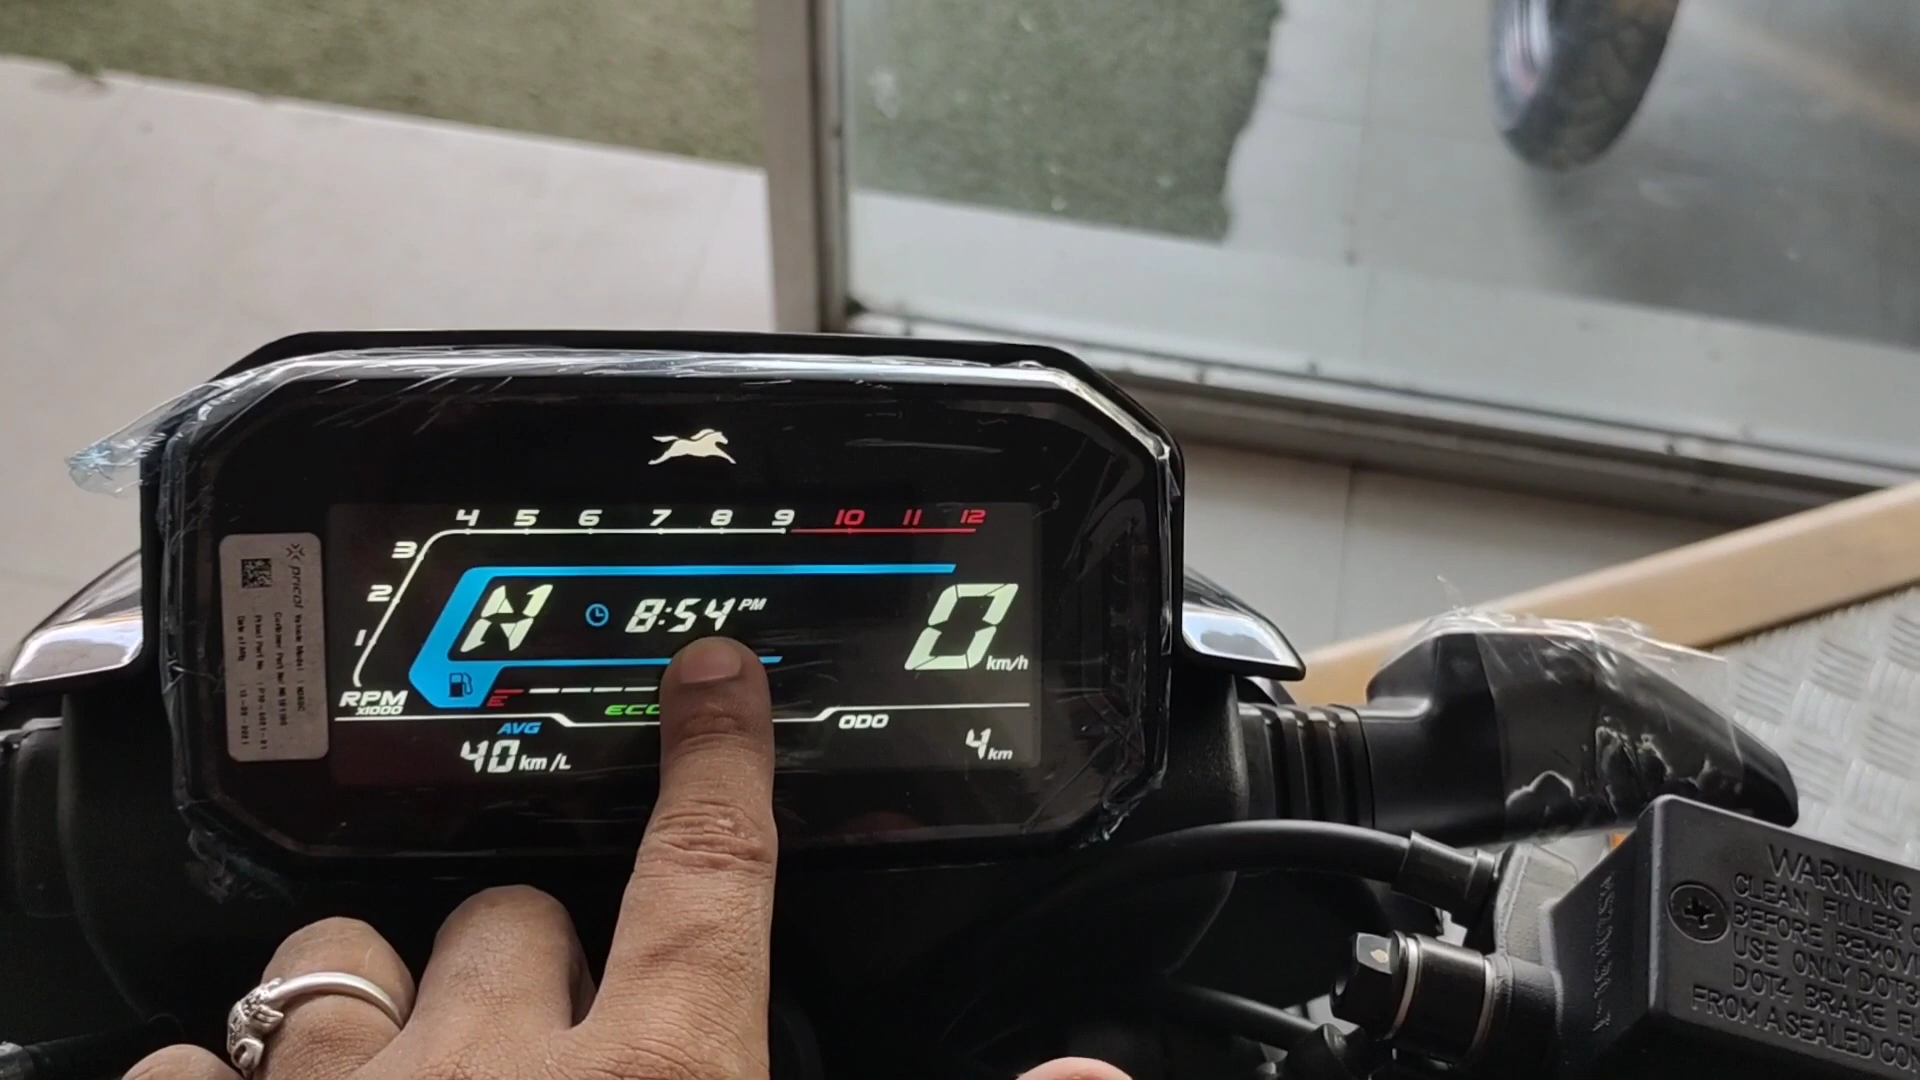 4 5 6 7 8 9 10 11 12
3
2
1
N
8:54 PM
0
km/h
RPM
x1000
E
ECO
AVG
40 km/L
ODO
4 km
pricol
WARNING
CLEAN FILLER
BEFORE
USE ONLY DOT3
DOT4 BRAKE
FROM A SEALED